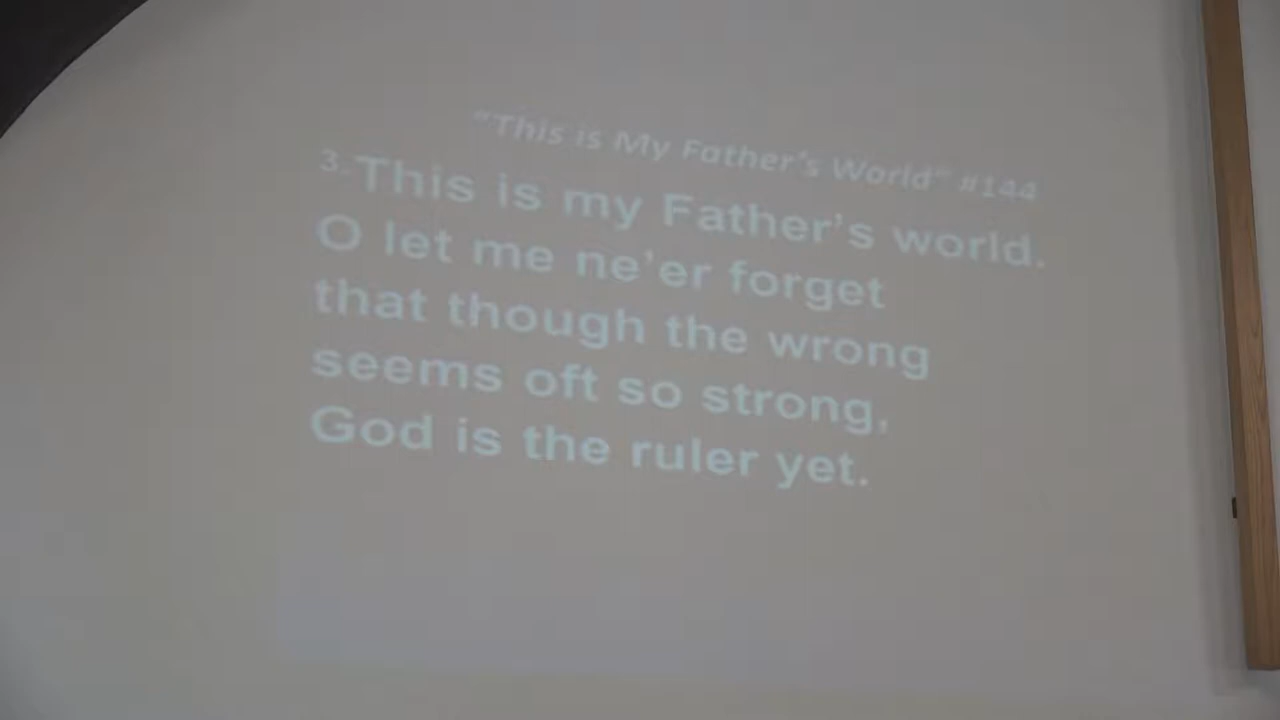 "This is My Father's World" #144
3. This is my Father's world.
O let me ne'er forget
that though the wrong
seems oft so strong,
God is the ruler yet.